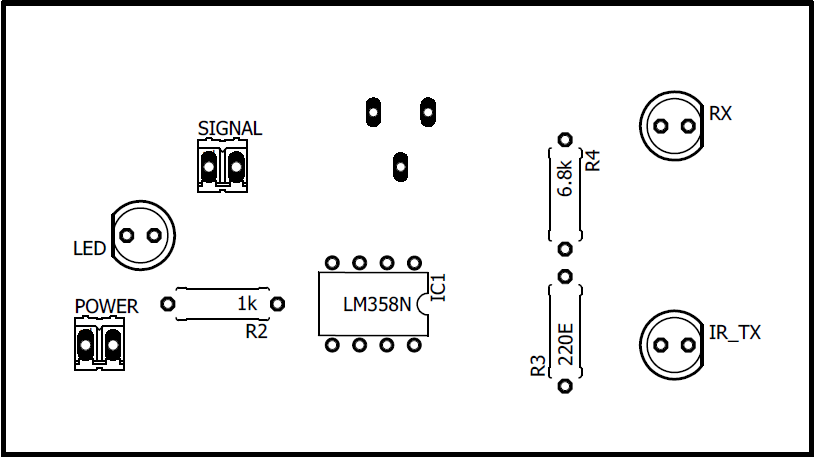 SIGNAL
RX
6.8k
R4
LED
POWER
1k
R2
LM358N
IC1
220E
R3
IR_TX